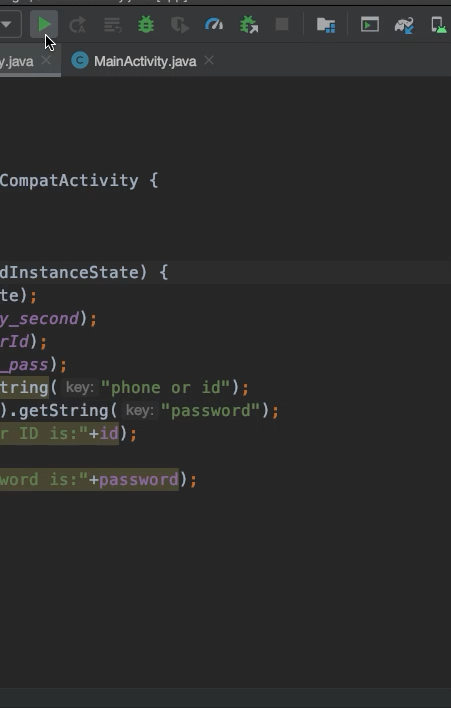 y.java
MainActivity.java
CompatActivity {
dInstanceState) {
te);
y_second);
rId);
_pass);
tring( key: "phone or id");
).getString( key: "password");
r ID is:"+id);
word is:"+password);